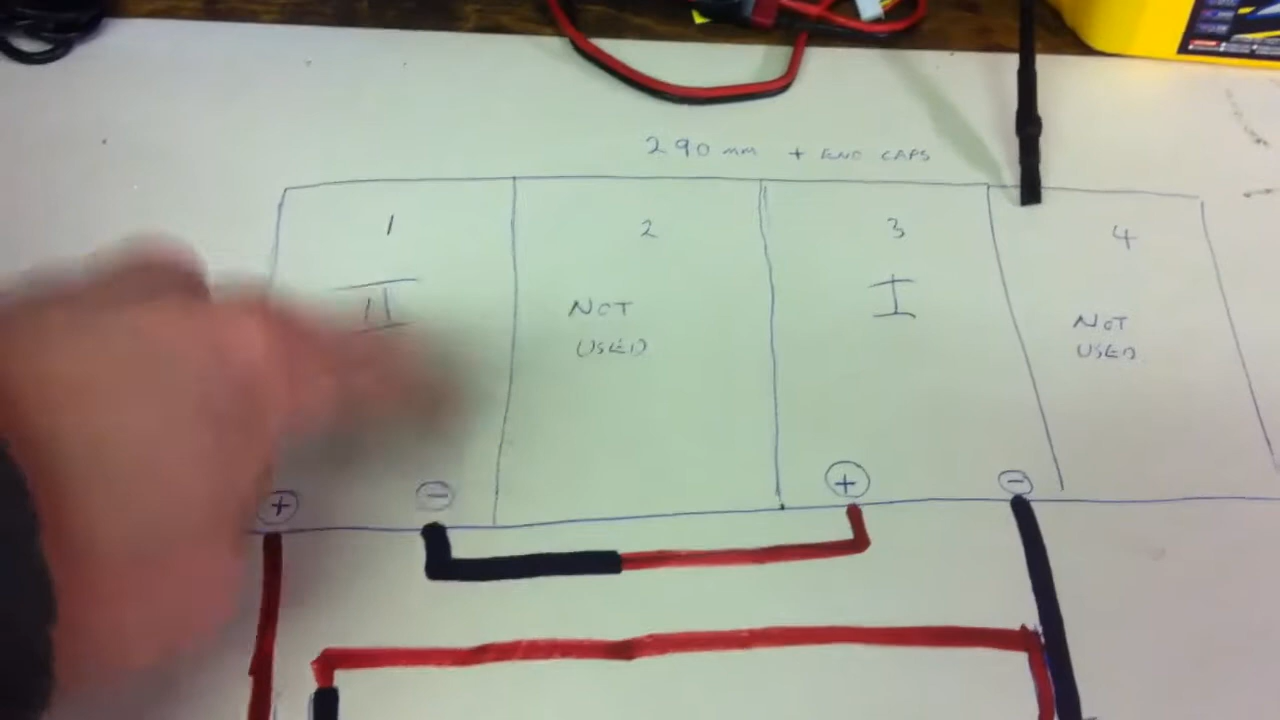 290 mm + END CAPS
1
2
3
4
II
NOT
USED
I
NOT
USED
+
-
+
-